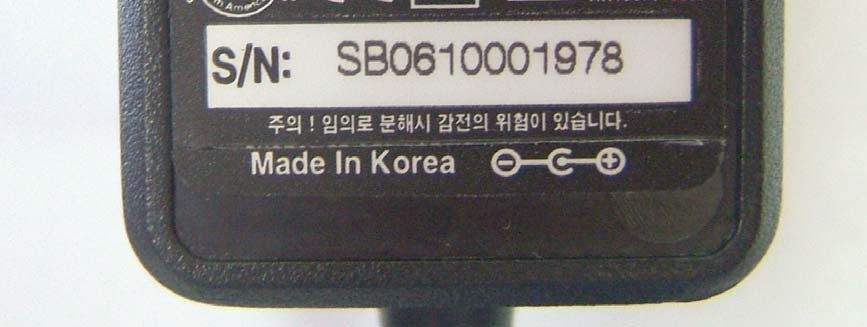 S/N: SB0610001978
주의 ! 임의로 분해시 감전의 위험이 있습니다.
Made In Korea